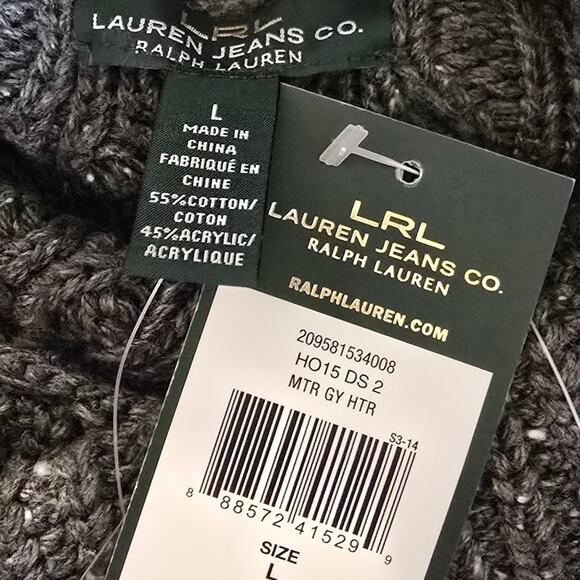 LRL
LAUREN JEANS CO.
RALPH LAUREN
L
MADE IN
CHINA
FABRIQUÉ EN
CHINE
55%COTTON/
COTON
45%ACRYLIC/
ACRYLIQUE
LRL
LAUREN JEANS CO.
RALPH LAUREN
RALPHLAUREN.COM
209581534008
HO15 DS 2
MTR GY HTR
S3-14
8 88572 41529 9
SIZE
L